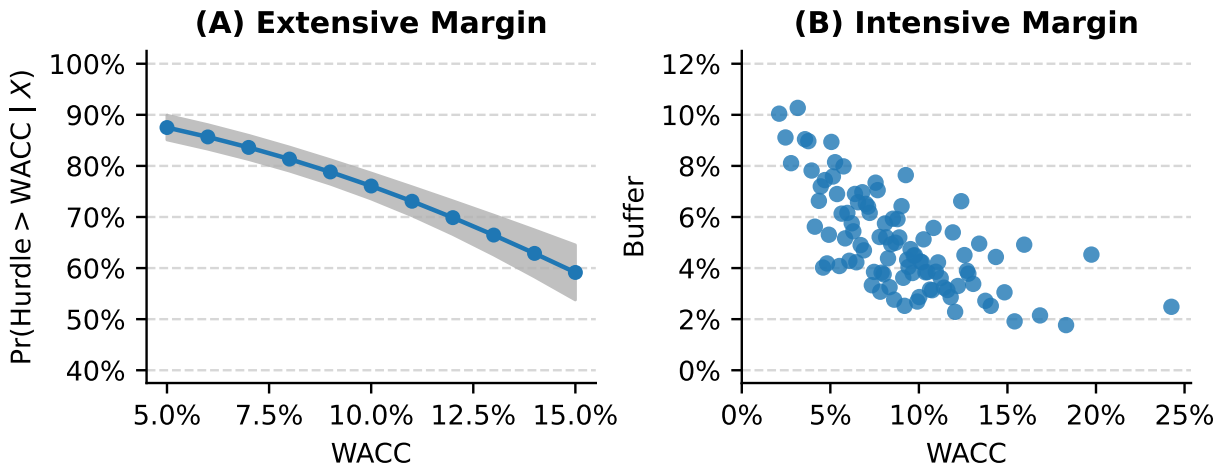 (A) Extensive Margin
Pr(Hurdle > WACC | X)
100%
90%
80%
70%
60%
50%
40%
5.0% 7.5% 10.0% 12.5% 15.0%
WACC
(B) Intensive Margin
Buffer
12%
10%
8%
6%
4%
2%
0%
0% 5% 10% 15% 20% 25%
WACC